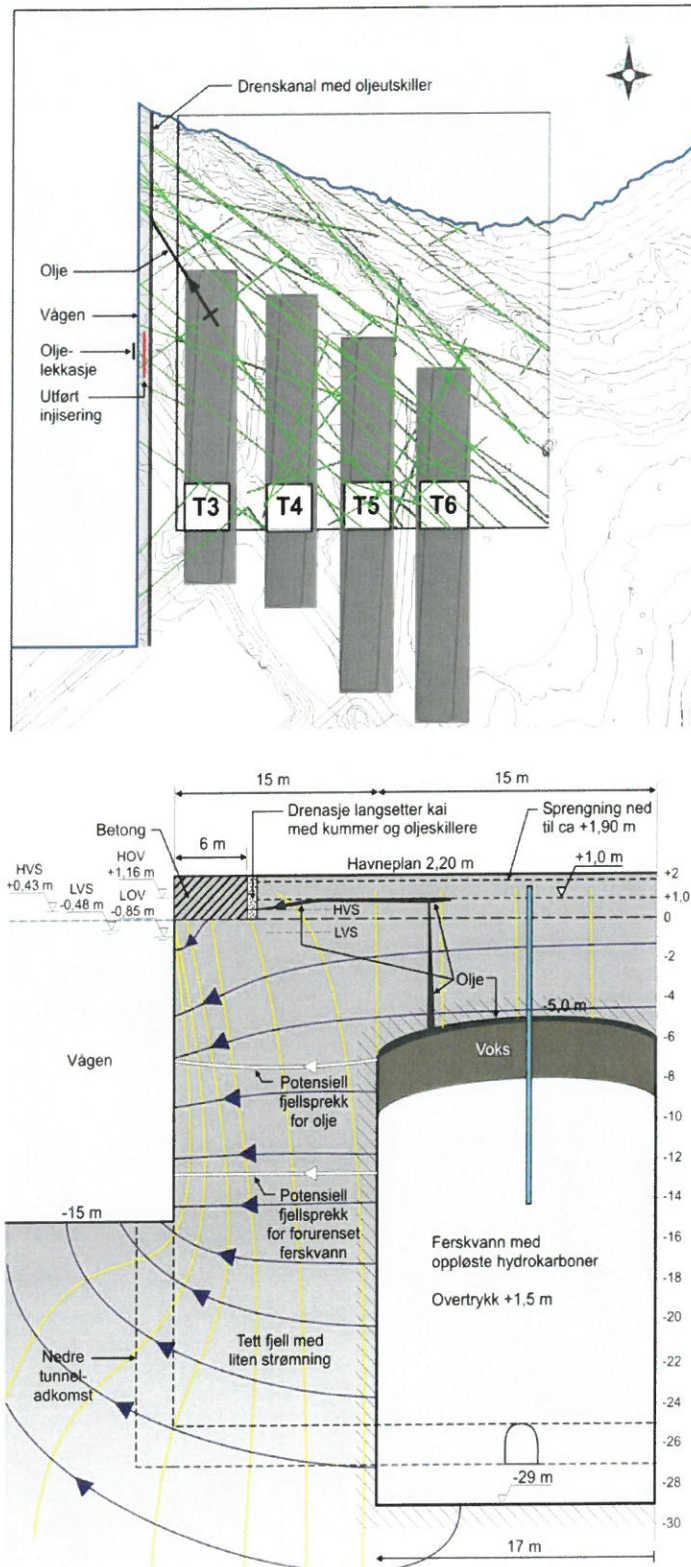 Drenskanal med oljeutskiller
Olje
Vågen
Olje-
lekkasje
Utført
injisering
T3
T4
T5
T6
15 m
15 m
Betong
6 m
Drenasje langsetter kai
med kummer og oljeskillere
Sprengning ned
til ca +1,90 m
HVS
+0,43 m
LVS
-0,48 m
HOV
+1,16 m
LOV
-0,85 m
Havneplan 2,20 m
+1,0 m
+2
+1,0
0
HVS
LVS
-2
-4
Olje
-5,0 m
-6
Vågen
Voks
-8
Potensiell
fjellsprekk
for olje
-10
-12
-14
-15 m
Potensiell
fjellsprekk
for forurenset
ferskvann
Ferskvann med
oppløste hydrokarboner
Overtrykk +1,5 m
-16
-18
-20
Tett fjell med
liten strømning
-22
Nedre
tunnel-
adkomst
-24
-26
-28
-29 m
-30
17 m